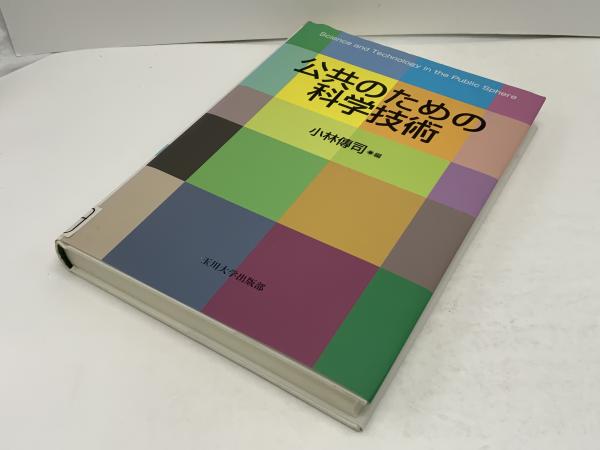 Science and Technology in the Public Sphere
公共のための
科学技術
小林傳司●編
玉川大学出版部